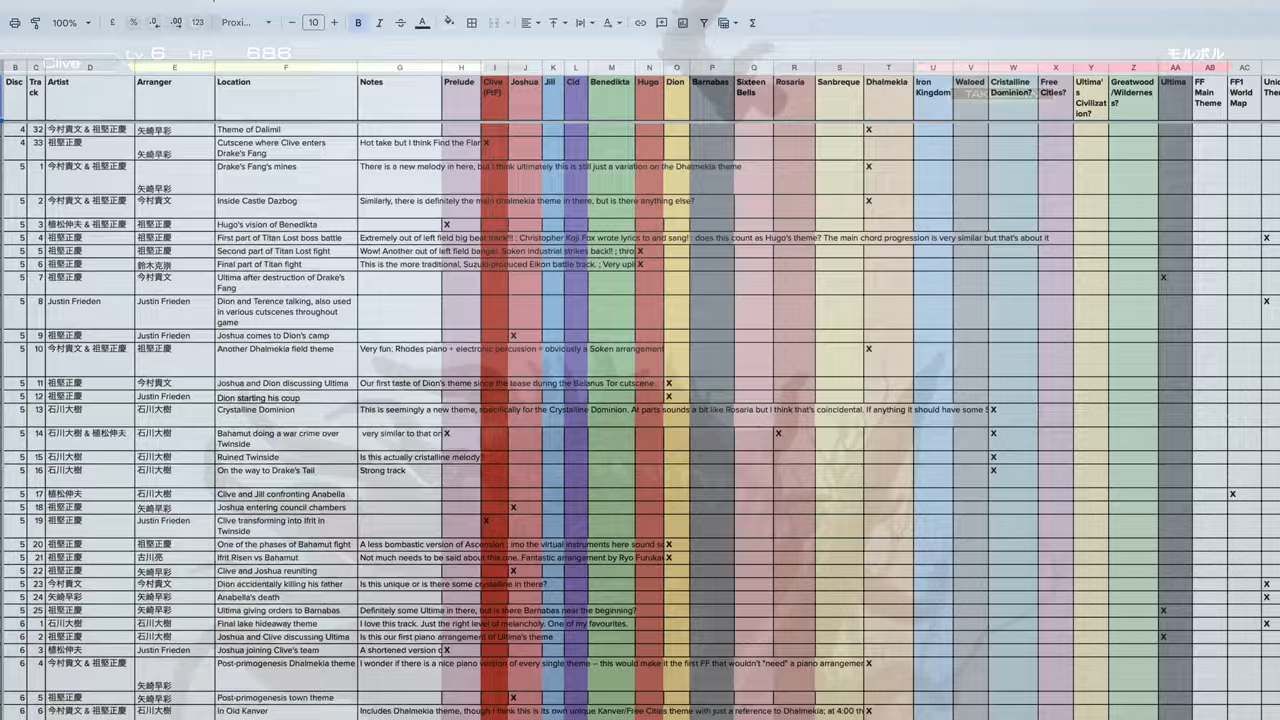 100% £ % .0 .00 123 Proxi... 10 B I A Σ
Clive Lv. 6 HP 686 モルボル
B C D E F G H I J K L M N O P Q R S T U V W X Y Z AA AB AC
Disc Tra ck Artist Arranger Location Notes Prelude Clive (FtF) Joshua Jill Cid Benedikta Hugo Dion Barnabas Sixteen Bells Rosaria Sanbreque Dhalmekia Iron Kingdom Waloed Cristalline Dominion? Free Cities? Ultima's Civilization? Greatwood/Wilderness? Ultima FF Main Theme FF1 World Map
4 32 今村貴文 & 祖堅正慶 矢崎早彩 Theme of Dalimil X
4 33 祖堅正慶 矢崎早彩 Cutscene where Clive enters Drake's Fang Hot take but I think Find the Flar X
5 1 今村貴文 & 祖堅正慶 矢崎早彩 Drake's Fang's mines There is a new melody in here, but I think ultimately this is still just a variation on the Dhalmekia theme X
5 2 今村貴文 & 祖堅正慶 今村貴文 Inside Castle Dazbog Similarly, there is definitely the main dhalmekia theme in there, but is there anything else? X
5 3 植松伸夫 & 祖堅正慶 祖堅正慶 Hugo's vision of Benedikta X
5 4 祖堅正慶 祖堅正慶 First part of Titan Lost boss battle Extremely out of left field big beat track!!! ; Christopher Koji Fox wrote lyrics to and sang! ; does this count as Hugo's theme? The main chord progression is very similar but that's about it X
5 5 祖堅正慶 祖堅正慶 Second part of Titan Lost fight Wow! Another out of left field banger. Soken industrial strikes back!! ; thro X
5 6 祖堅正慶 鈴木克崇 Final part of Titan fight This is the more traditional, Suzuki-produced Eikon battle track. ; Very upli X
5 7 祖堅正慶 今村貴文 Ultima after destruction of Drake's Fang X
5 8 Justin Frieden Justin Frieden Dion and Terence talking, also used in various cutscenes throughout game X
5 9 祖堅正慶 Justin Frieden Joshua comes to Dion's camp X
5 10 今村貴文 & 祖堅正慶 祖堅正慶 Another Dhalmekia field theme Very fun; Rhodes piano + electronic percussion = obviously a Soken arrangement X
5 11 祖堅正慶 今村貴文 Joshua and Dion discussing Ultima Our first taste of Dion's theme since the tease during the Belanus Tor cutscene X
5 12 祖堅正慶 祖堅正慶 Dion starting his coup X
5 13 石川大樹 石川大樹 Crystalline Dominion This is seemingly a new theme, specifically for the Crystalline Dominion. At parts sounds a bit like Rosaria but I think that's coincidental. If anything it should have some S X
5 14 石川大樹 & 植松伸夫 石川大樹 Bahamut doing a war crime over Twinside very similar to that on X X X
5 15 石川大樹 石川大樹 Ruined Twinside Is this actually cristalline melody? X
5 16 石川大樹 石川大樹 On the way to Drake's Tail Strong track X
5 17 植松伸夫 石川大樹 Clive and Jill confronting Anabella X
5 18 祖堅正慶 矢崎早彩 Joshua entering council chambers X
5 19 祖堅正慶 Justin Frieden Clive transforming into Ifrit in Twinside X
5 20 祖堅正慶 祖堅正慶 One of the phases of Bahamut fight A less bombastic version of Ascension ; imo the virtual instruments here sound so X
5 21 祖堅正慶 古川亮 Ifrit Risen vs Bahamut Not much needs to be said about this one. Fantastic arrangement by Ryo Furukaw X
5 22 祖堅正慶 矢崎早彩 Clive and Joshua reuniting X
5 23 今村貴文 今村貴文 Dion accidentally killing his father Is this unique or is there some crystalline in there? X
5 24 矢崎早彩 矢崎早彩 Anabella's death X
5 25 祖堅正慶 矢崎早彩 Ultima giving orders to Barnabas Definitely some Ultima in there, but is there Barnabas near the beginning? X
6 1 石川大樹 石川大樹 Final lake hideaway theme I love this track. Just the right level of melancholy. One of my favourites. X
6 2 祖堅正慶 石川大樹 Joshua and Clive discussing Ultima Is this our first piano arrangement of Ultima's theme X
6 3 植松伸夫 石川大樹 Joshua joining Clive's team A shortened version o X
6 4 今村貴文 & 祖堅正慶 矢崎早彩 Post-primogenesis Dhalmekia theme I wonder if there is a nice piano version of every single theme – this would make it the first FF that wouldn't "need" a piano arrangemer X
6 5 祖堅正慶 矢崎早彩 Post-primogenesis town theme X
6 6 今村貴文 & 祖堅正慶 石川大樹 In Old Kanver Includes Dhalmekia theme, though I think this is its own unique Kanver/Free Cities theme with just a reference to Dhalmekia; at 4:00 th X